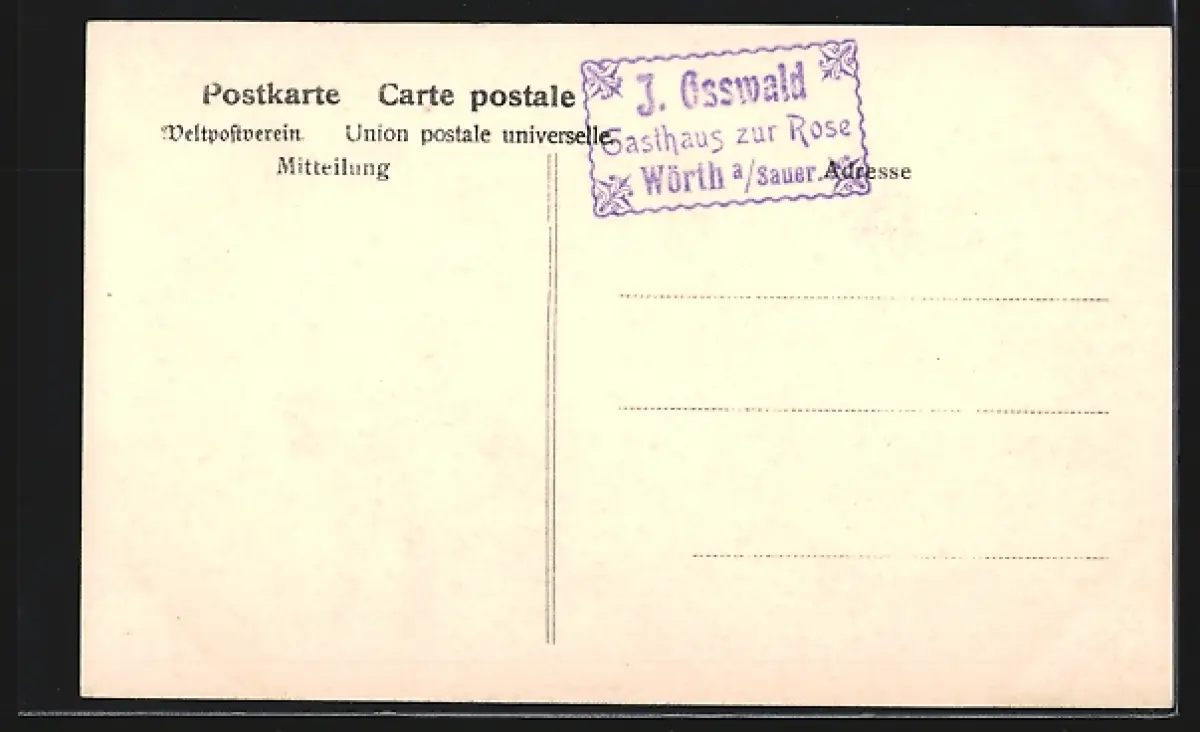 Postkarte Carte postale
Weltpostverein. Union postale universelle.
Mitteilung
J. Osswald
Gasthaus zur Rose
Wörth a/Sauer.
Adresse